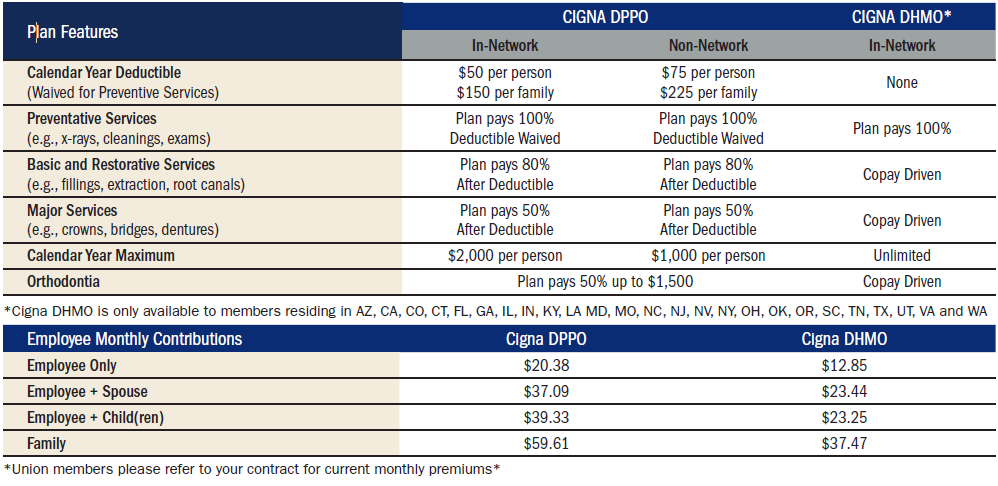 Plan Features
CIGNA DPPO
CIGNA DHMO*
In-Network
Non-Network
In-Network
Calendar Year Deductible
(Waived for Preventive Services)
$50 per person
$150 per family
$75 per person
$225 per family
None
Preventative Services
(e.g., x-rays, cleanings, exams)
Plan pays 100%
Deductible Waived
Plan pays 100%
Deductible Waived
Plan pays 100%
Basic and Restorative Services
(e.g., fillings, extraction, root canals)
Plan pays 80%
After Deductible
Plan pays 80%
After Deductible
Copay Driven
Major Services
(e.g., crowns, bridges, dentures)
Plan pays 50%
After Deductible
Plan pays 50%
After Deductible
Copay Driven
Calendar Year Maximum
$2,000 per person
$1,000 per person
Unlimited
Orthodontia
Plan pays 50% up to $1,500
Copay Driven
*Cigna DHMO is only available to members residing in AZ, CA, CO, CT, FL, GA, IL, IN, KY, LA MD, MO, NC, NJ, NV, NY, OH, OK, OR, SC, TN, TX, UT, VA and WA
Employee Monthly Contributions
Cigna DPPO
Cigna DHMO
Employee Only
$20.38
$12.85
Employee + Spouse
$37.09
$23.44
Employee + Child(ren)
$39.33
$23.25
Family
$59.61
$37.47
*Union members please refer to your contract for current monthly premiums*